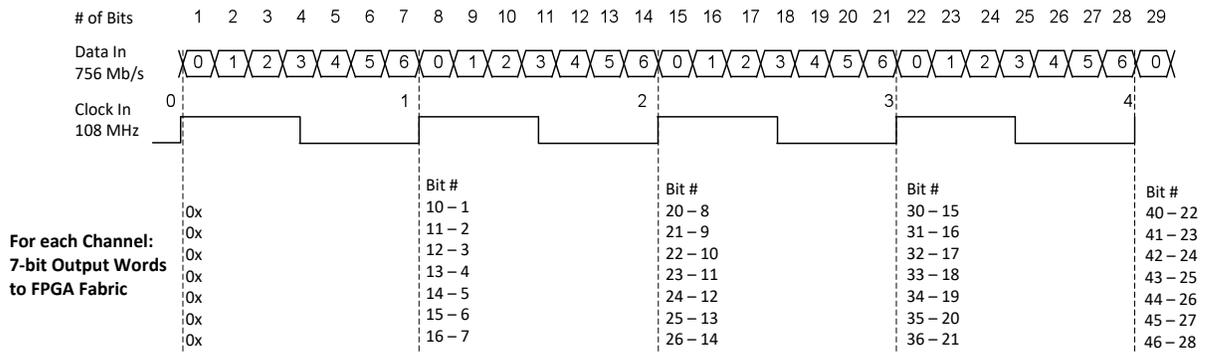 # of Bits 1 2 3 4 5 6 7 8 9 10 11 12 13 14 15 16 17 18 19 20 21 22 23 24 25 26 27 28 29
Data In
756 Mb/s
0 1 2 3 4 5 6 0 1 2 3 4 5 6 0 1 2 3 4 5 6 0 1 2 3 4 5 6 0
0 1 2 3 4
Clock In
108 MHz
For each Channel:
7-bit Output Words
to FPGA Fabric
0x
0x
0x
0x
0x
0x
0x
Bit #
10 – 1
11 – 2
12 – 3
13 – 4
14 – 5
15 – 6
16 – 7
Bit #
20 – 8
21 – 9
22 – 10
23 – 11
24 – 12
25 – 13
26 – 14
Bit #
30 – 15
31 – 16
32 – 17
33 – 18
34 – 19
35 – 20
36 – 21
Bit #
40 – 22
41 – 23
42 – 24
43 – 25
44 – 26
45 – 27
46 – 28